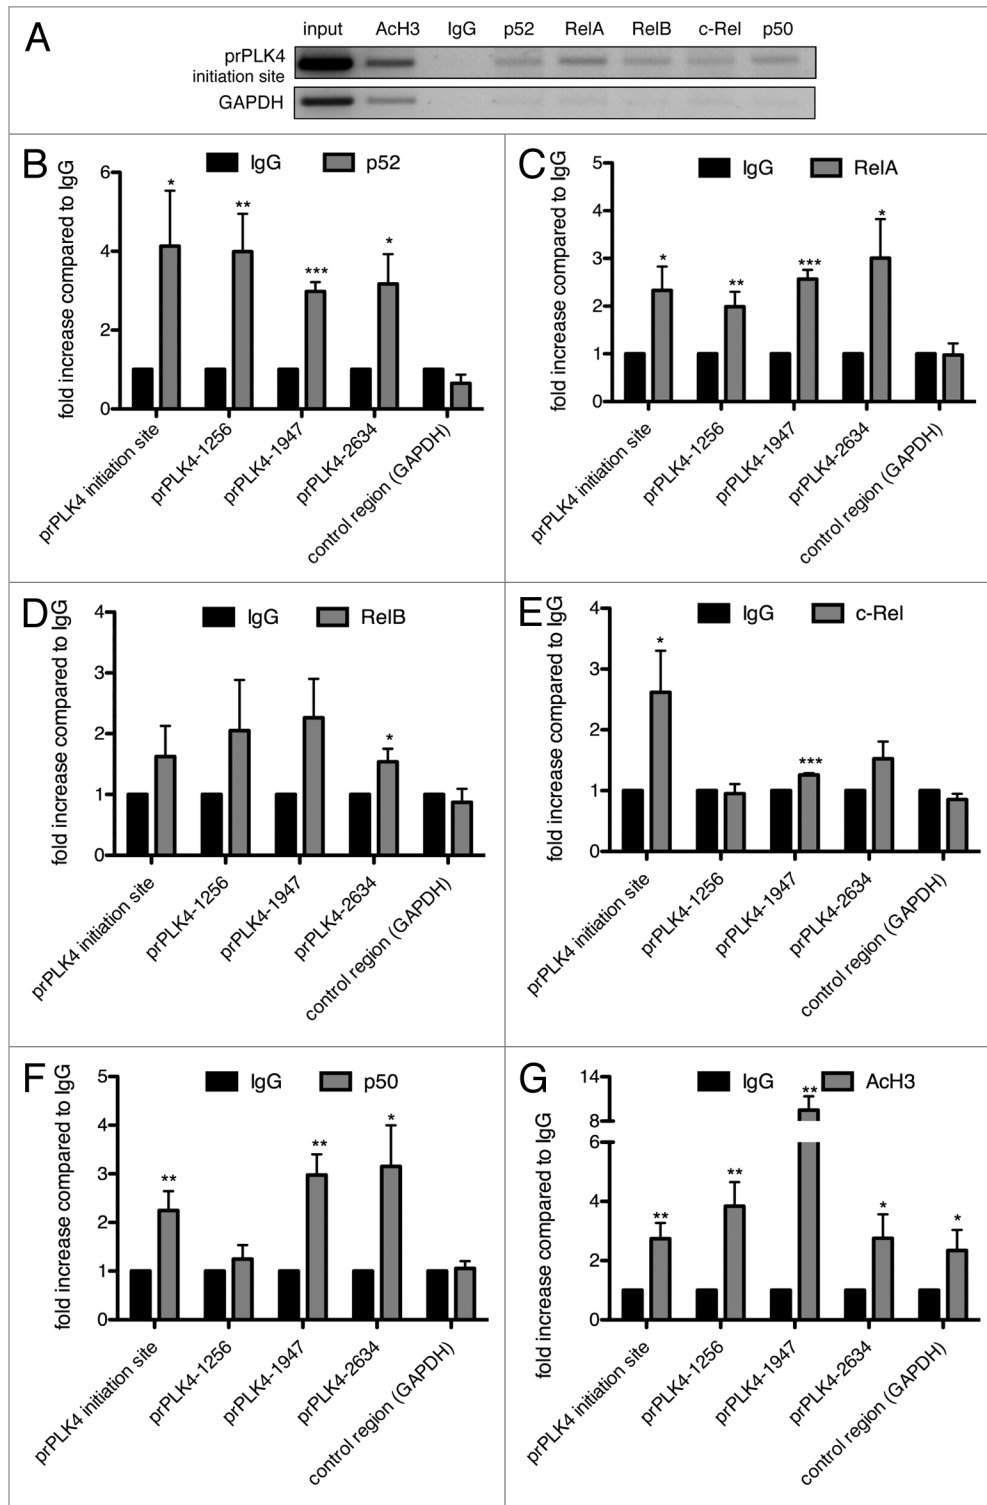 A
input AcH3 IgG p52 RelA RelB c-Rel p50
prPLK4
initiation site
GAPDH
B
IgG p52
fold increase compared to IgG
6
4
2
0
* ** *** *
prPLK4 initiation site
prPLK4-1256
prPLK4-1947
prPLK4-2634
control region (GAPDH)
C
IgG RelA
fold increase compared to IgG
5
4
3
2
1
0
* ** *** *
prPLK4 initiation site
prPLK4-1256
prPLK4-1947
prPLK4-2634
control region (GAPDH)
D
IgG RelB
fold increase compared to IgG
4
3
2
1
0
*
prPLK4 initiation site
prPLK4-1256
prPLK4-1947
prPLK4-2634
control region (GAPDH)
E
IgG c-Rel
fold increase compared to IgG
4
3
2
1
0
* ***
prPLK4 initiation site
prPLK4-1256
prPLK4-1947
prPLK4-2634
control region (GAPDH)
F
IgG p50
fold increase compared to IgG
5
4
3
2
1
0
** ** *
prPLK4 initiation site
prPLK4-1256
prPLK4-1947
prPLK4-2634
control region (GAPDH)
G
IgG AcH3
fold increase compared to IgG
14
8
6
4
2
0
** ** ** * *
prPLK4 initiation site
prPLK4-1256
prPLK4-1947
prPLK4-2634
control region (GAPDH)